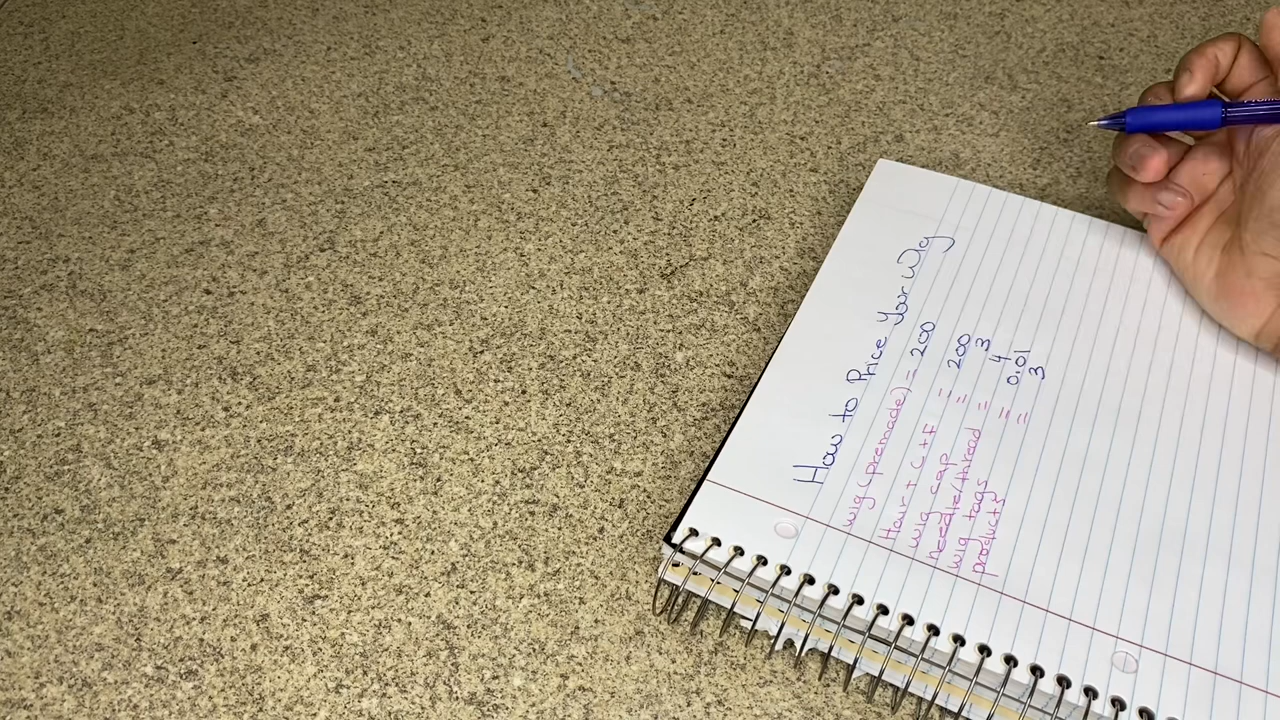 How to Price Your Wig
wig (premade) = 200
Hair + C + F = 200
wig cap = 3
needle/thread = 4
wig tags = 0.01
products = 3